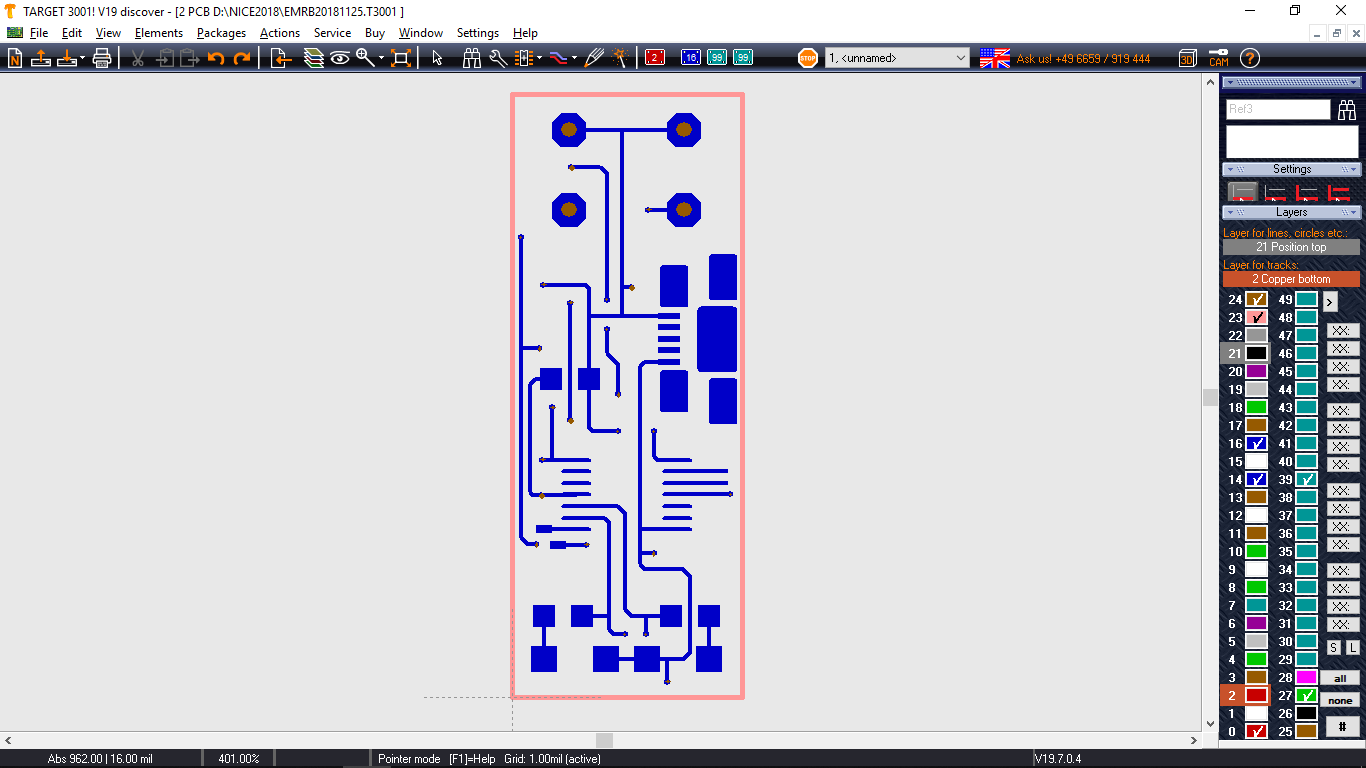 TARGET 3001! V19 discover - [2 PCB D:\NICE2018\EMRB20181125.T3001 ]
File Edit View Elements Packages Actions Service Buy Window Settings Help
N 2 16 99 99 STOP 1, <unnamed> Ask us! +49 6659 / 919 444 3D CAM ?
Ref3
Settings
Layers
Layer for lines, circles etc.:
21 Position top
Layer for tracks:
2 Copper bottom
24 49 >
23 48
22 47
21 46
20 45
19 44
18 43
17 42
16 41
15 40
14 39
13 38
12 37
11 36
10 35
9 34
8 33
7 32
6 31
5 30 S L
4 29
3 28 all
2 27 none
1 26 #
0 25
Abs 962.00 | 16.00 mil 401.00% Pointer mode [F1]=Help Grid: 1.00mil (active) V19.7.0.4